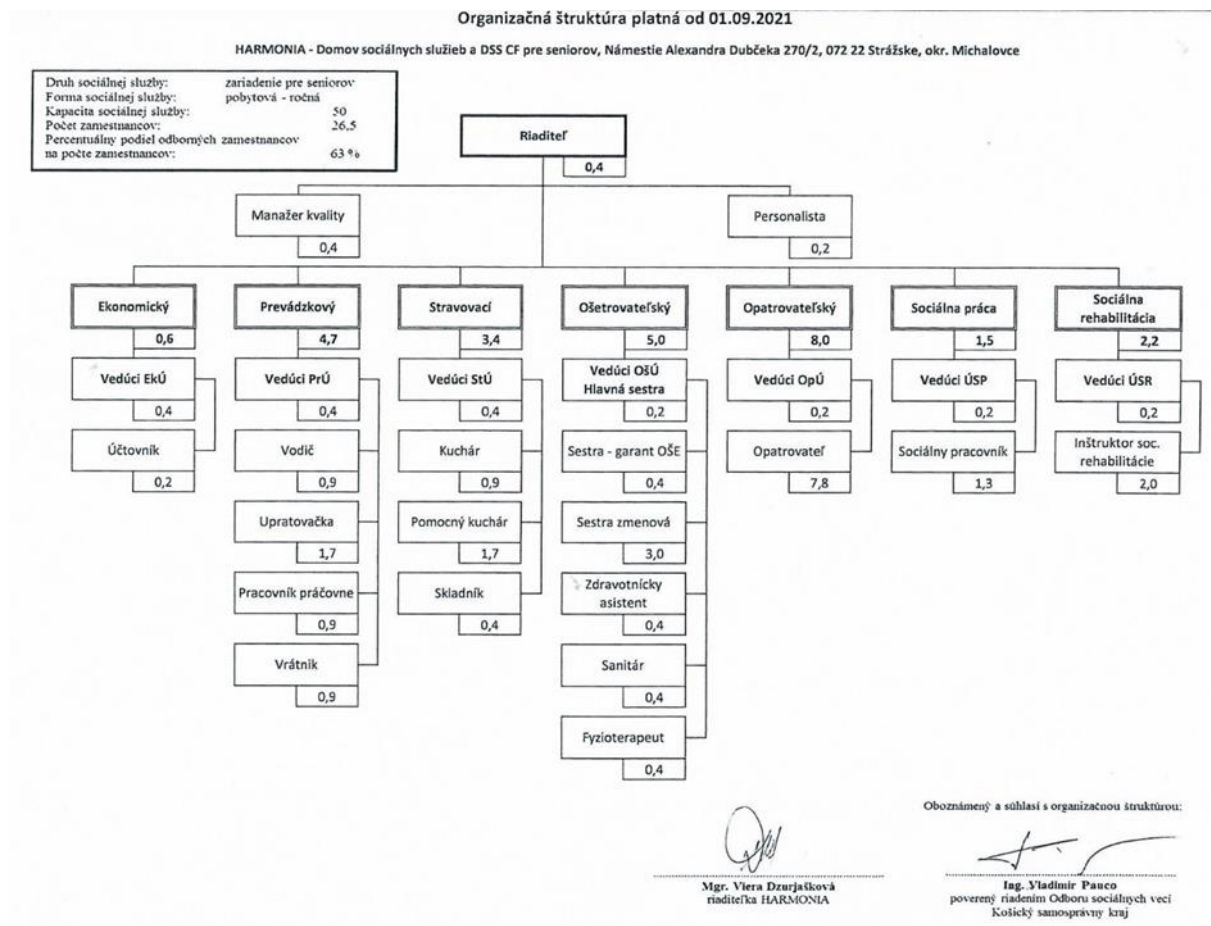 Organizačná štruktúra platná od 01.09.2021
HARMONIA - Domov sociálnych služieb a DSS CF pre seniorov, Námestie Alexandra Dubčeka 270/2, 072 22 Strážske, okr. Michalovce
Druh sociálnej služby: zariadenie pre seniorov
Forma sociálnej služby: pobytová - ročná
Kapacita sociálnej služby: 50
Počet zamestnancov: 26,5
Percentuálny podiel odborných zamestnancov
na počte zamestnancov: 63 %
Riaditeľ
0,4
Manažer kvality
0,4
Personalista
0,2
Ekonomický
0,6
Vedúci EkÚ
0,4
Účtovník
0,2
Prevádzkový
4,7
Vedúci PrÚ
0,4
Vodič
0,9
Upratovačka
1,7
Pracovník práčovne
0,9
Vrátnik
0,9
Stravovací
3,4
Vedúci StÚ
0,4
Kuchár
0,9
Pomocný kuchár
1,7
Skladník
0,4
Ošetrovateľský
5,0
Vedúci OšÚ
Hlavná sestra
0,2
Sestra - garant OŠE
0,4
Sestra zmenová
3,0
Zdravotnícky
asistent
0,4
Sanitár
0,4
Fyzioterapeut
0,4
Opatrovateľský
8,0
Vedúci OpÚ
0,2
Opatrovateľ
7,8
Sociálna práca
1,5
Vedúci ÚSP
0,2
Sociálny pracovník
1,3
Sociálna
rehabilitácia
2,2
Vedúci ÚSR
0,2
Inštruktor soc.
rehabilitácie
2,0
Oboznámený a súhlasí s organizačnou štruktúrou:
Mgr. Viera Dzurjašková
riaditeľka HARMONIA
Ing. Vladimír Pauco
poverený riadením Odboru sociálnych vecí
Košický samosprávny kraj